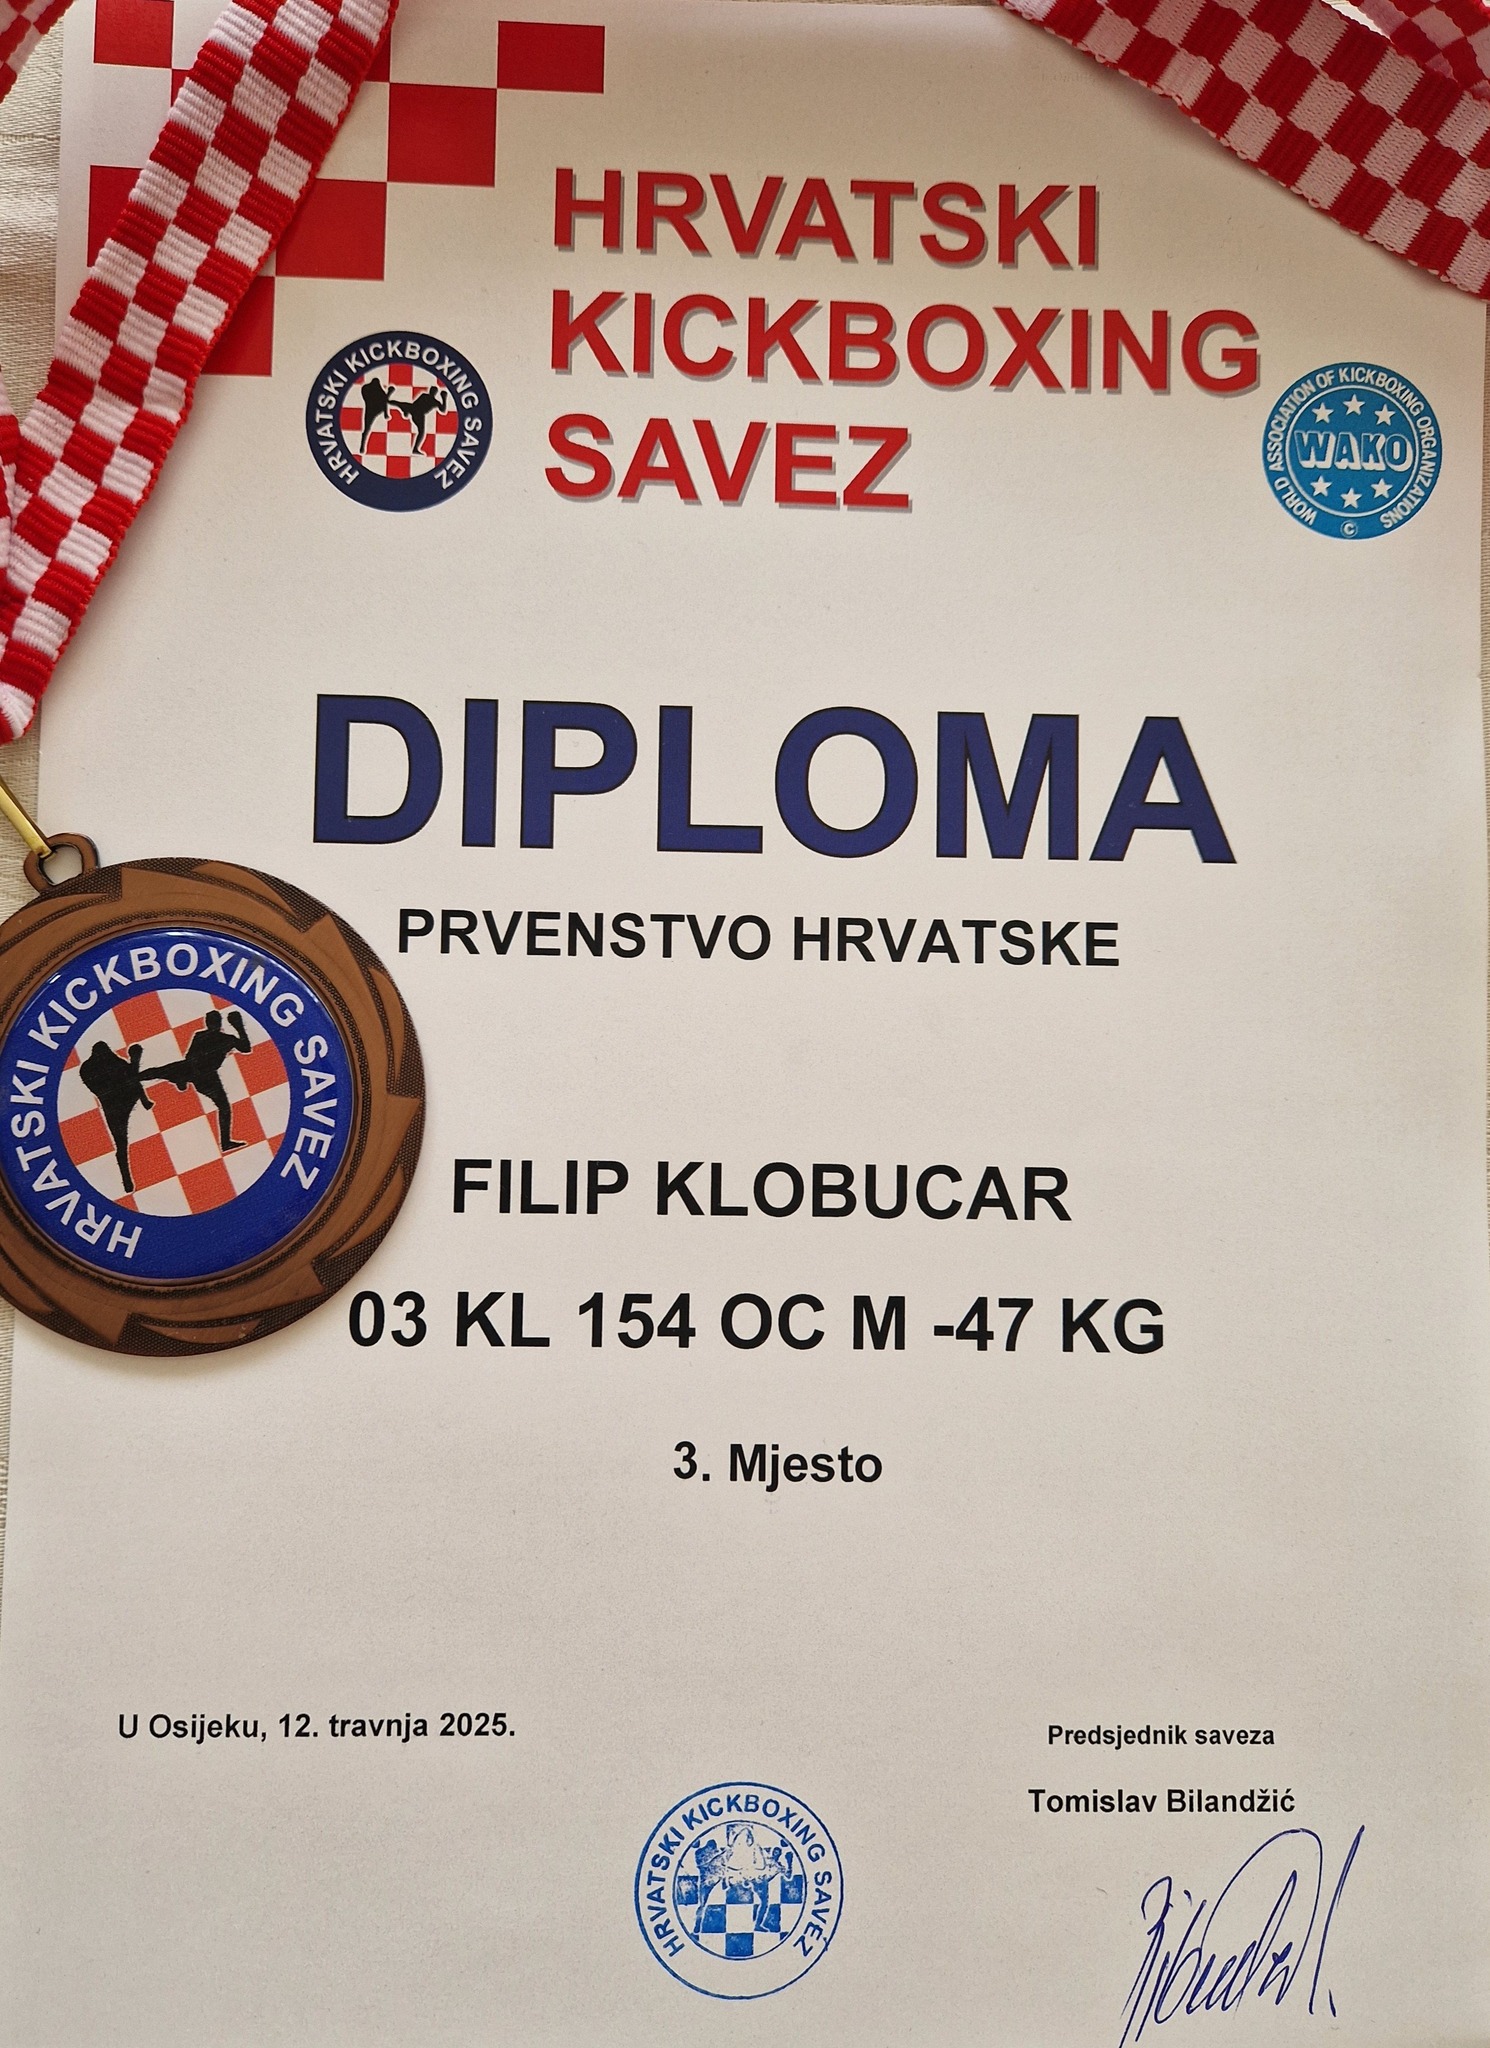 HRVATSKI
KICKBOXING
SAVEZ
HRVATSKI KICKBOXING SAVEZ
WORLD ASSOCIATION OF KICKBOXING ORGANIZATIONS
WAKO
©
DIPLOMA
PRVENSTVO HRVATSKE
HRVATSKI KICKBOXING SAVEZ
FILIP KLOBUCAR
03 KL 154 OC M -47 KG
3. Mjesto
U Osijeku, 12. travnja 2025.
Predsjednik saveza
Tomislav Bilandžić
HRVATSKI KICKBOXING SAVEZ